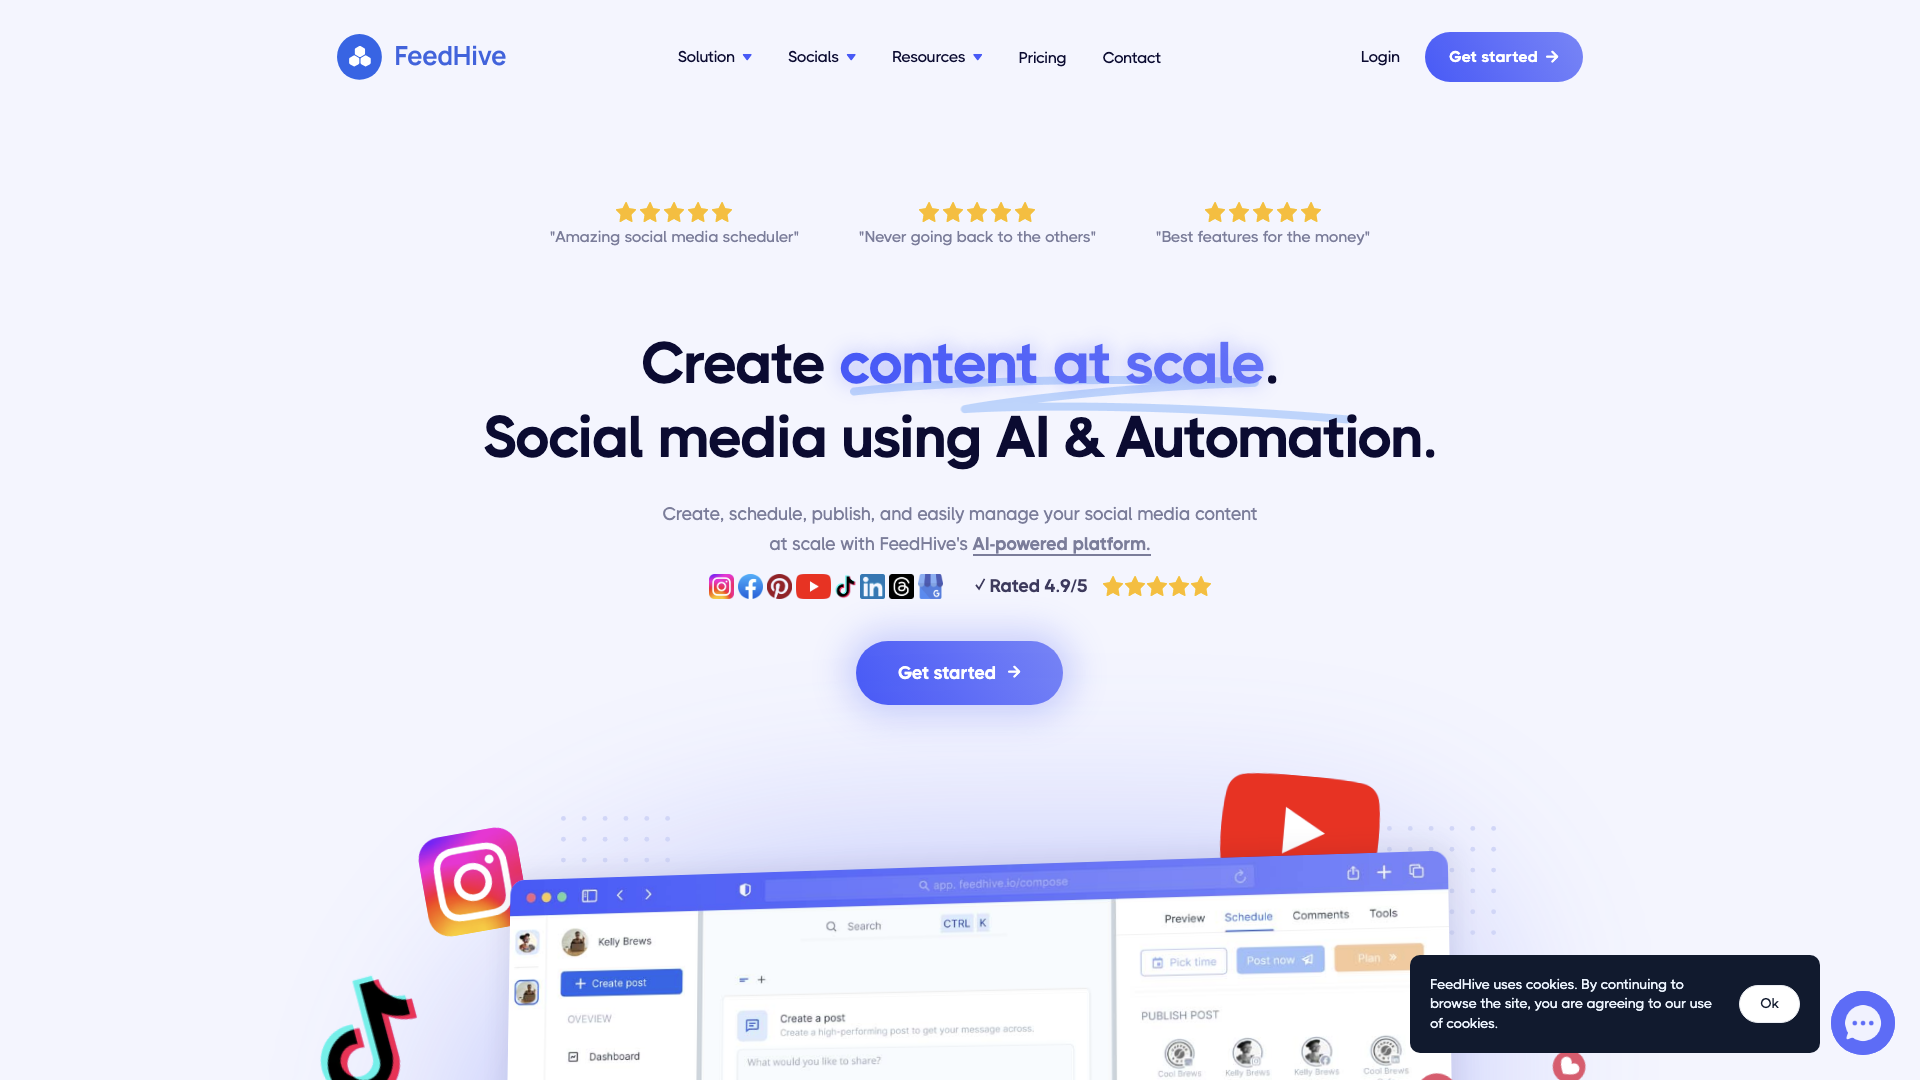 FeedHive
Solution
Socials
Resources
Pricing
Contact
Login
Get started
"Amazing social media scheduler"
"Never going back to the others"
"Best features for the money"
Create content at scale.
Social media using AI & Automation.
Create, schedule, publish, and easily manage your social media content
at scale with FeedHive's AI-powered platform.
✓ Rated 4.9/5
Get started
app. feedhive.io/compose
Kelly Brews
Search
CTRL K
Preview
Schedule
Comments
Tools
Create post
Pick time
Post now
Plan
OVEVIEW
Create a post
Create a high-performing post to get your message across.
What would you like to share?
Dashboard
PUBLISH POST
Cool Brews
Kelly Brews
Kelly Brews
Cool Brews
FeedHive uses cookies. By continuing to
browse the site, you are agreeing to our use
of cookies.
Ok